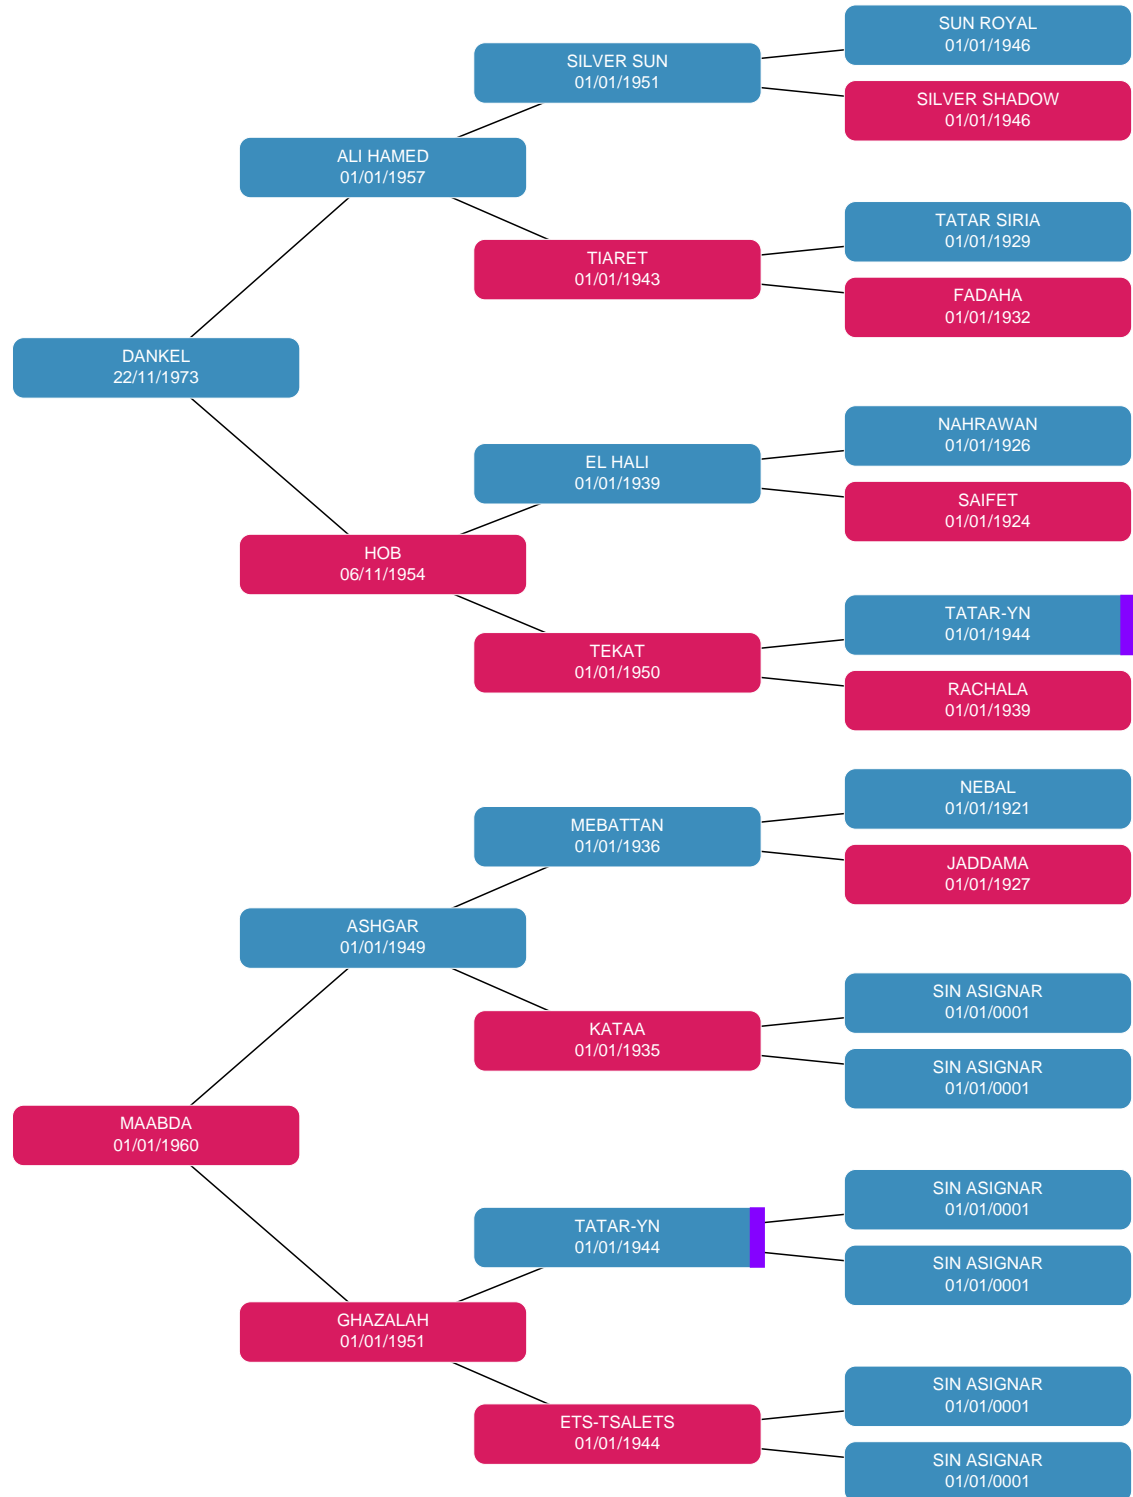 SUN ROYAL
01/01/1946
SILVER SUN
01/01/1951
SILVER SHADOW
01/01/1946
ALI HAMED
01/01/1957
TATAR SIRIA
01/01/1929
TIARET
01/01/1943
FADAHA
01/01/1932
DANKEL
22/11/1973
NAHRAWAN
01/01/1926
EL HALI
01/01/1939
SAIFET
01/01/1924
HOB
06/11/1954
TATAR-YN
01/01/1944
TEKAT
01/01/1950
RACHALA
01/01/1939
NEBAL
01/01/1921
MEBATTAN
01/01/1936
JADDAMA
01/01/1927
ASHGAR
01/01/1949
SIN ASIGNAR
01/01/0001
KATAA
01/01/1935
SIN ASIGNAR
01/01/0001
MAABDA
01/01/1960
SIN ASIGNAR
01/01/0001
TATAR-YN
01/01/1944
SIN ASIGNAR
01/01/0001
GHAZALAH
01/01/1951
SIN ASIGNAR
01/01/0001
ETS-TSALETS
01/01/1944
SIN ASIGNAR
01/01/0001